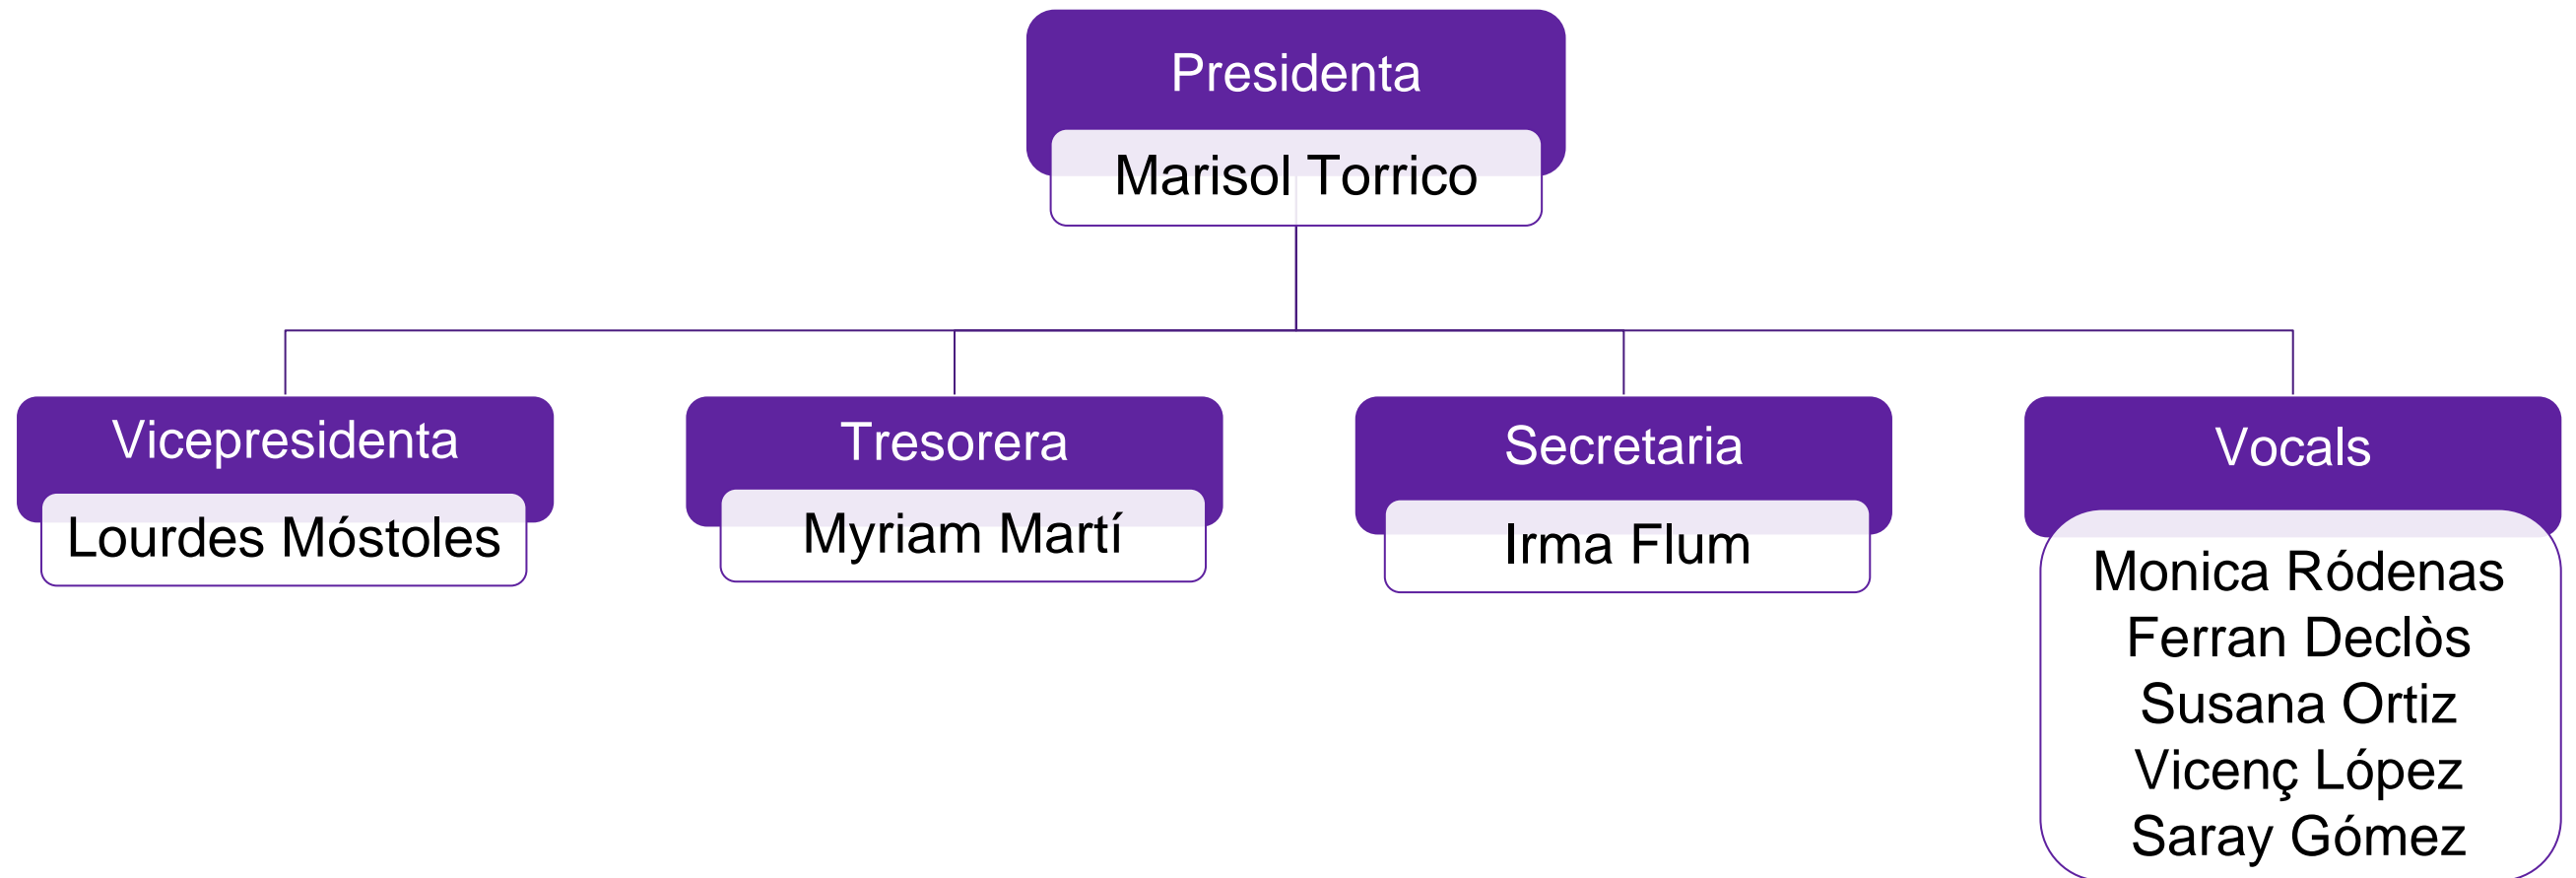 Presidenta
Marisol Torrico
Vicepresidenta
Lourdes Móstoles
Tresorera
Myriam Martí
Secretaria
Irma Flum
Vocals
Monica Ródenas
Ferran Declòs
Susana Ortiz
Vicenç López
Saray Gómez